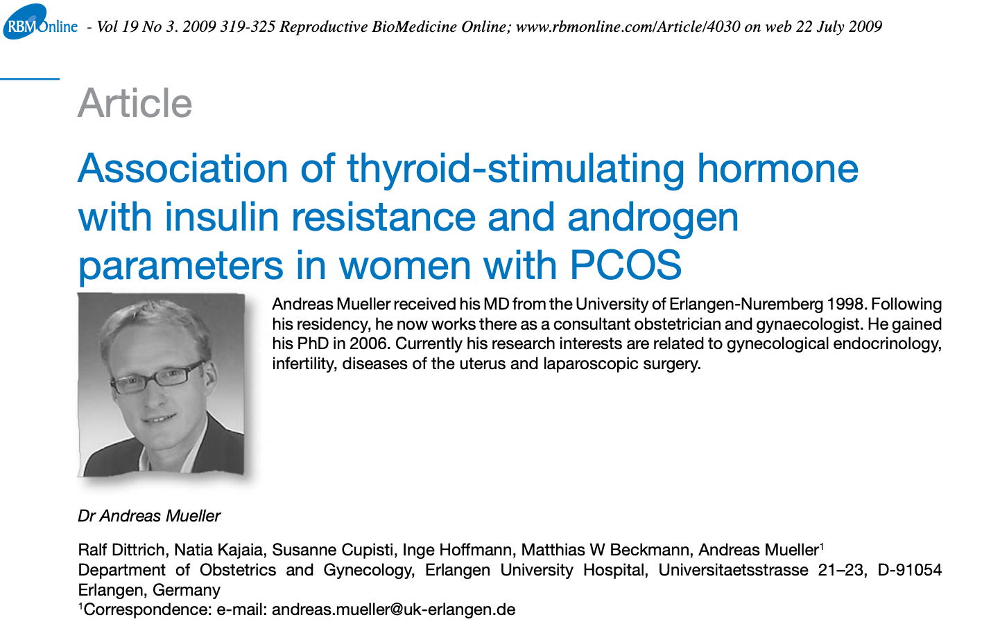 RBMOnline - Vol 19 No 3. 2009 319-325 Reproductive BioMedicine Online; www.rbmonline.com/Article/4030 on web 22 July 2009
Article
Association of thyroid-stimulating hormone
with insulin resistance and androgen
parameters in women with PCOS
Andreas Mueller received his MD from the University of Erlangen-Nuremberg 1998. Following
his residency, he now works there as a consultant obstetrician and gynaecologist. He gained
his PhD in 2006. Currently his research interests are related to gynecological endocrinology,
infertility, diseases of the uterus and laparoscopic surgery.
Dr Andreas Mueller
Ralf Dittrich, Natia Kajaia, Susanne Cupisti, Inge Hoffmann, Matthias W Beckmann, Andreas Mueller¹
Department of Obstetrics and Gynecology, Erlangen University Hospital, Universitaetsstrasse 21–23, D-91054
Erlangen, Germany
¹Correspondence: e-mail: andreas.mueller@uk-erlangen.de